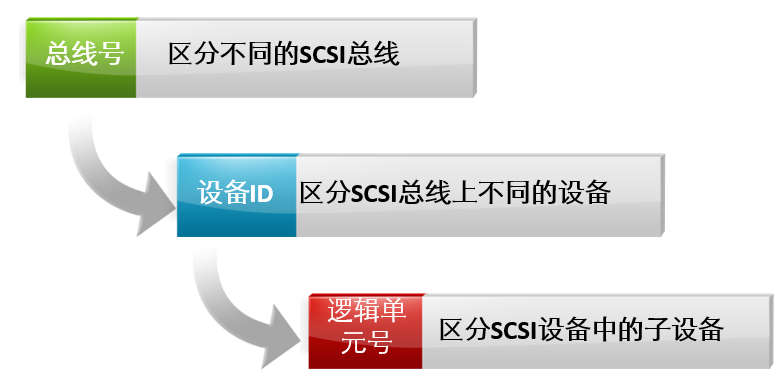 总线号
区分不同的SCSI总线
设备ID
区分SCSI总线上不同的设备
逻辑单
元号
区分SCSI设备中的子设备